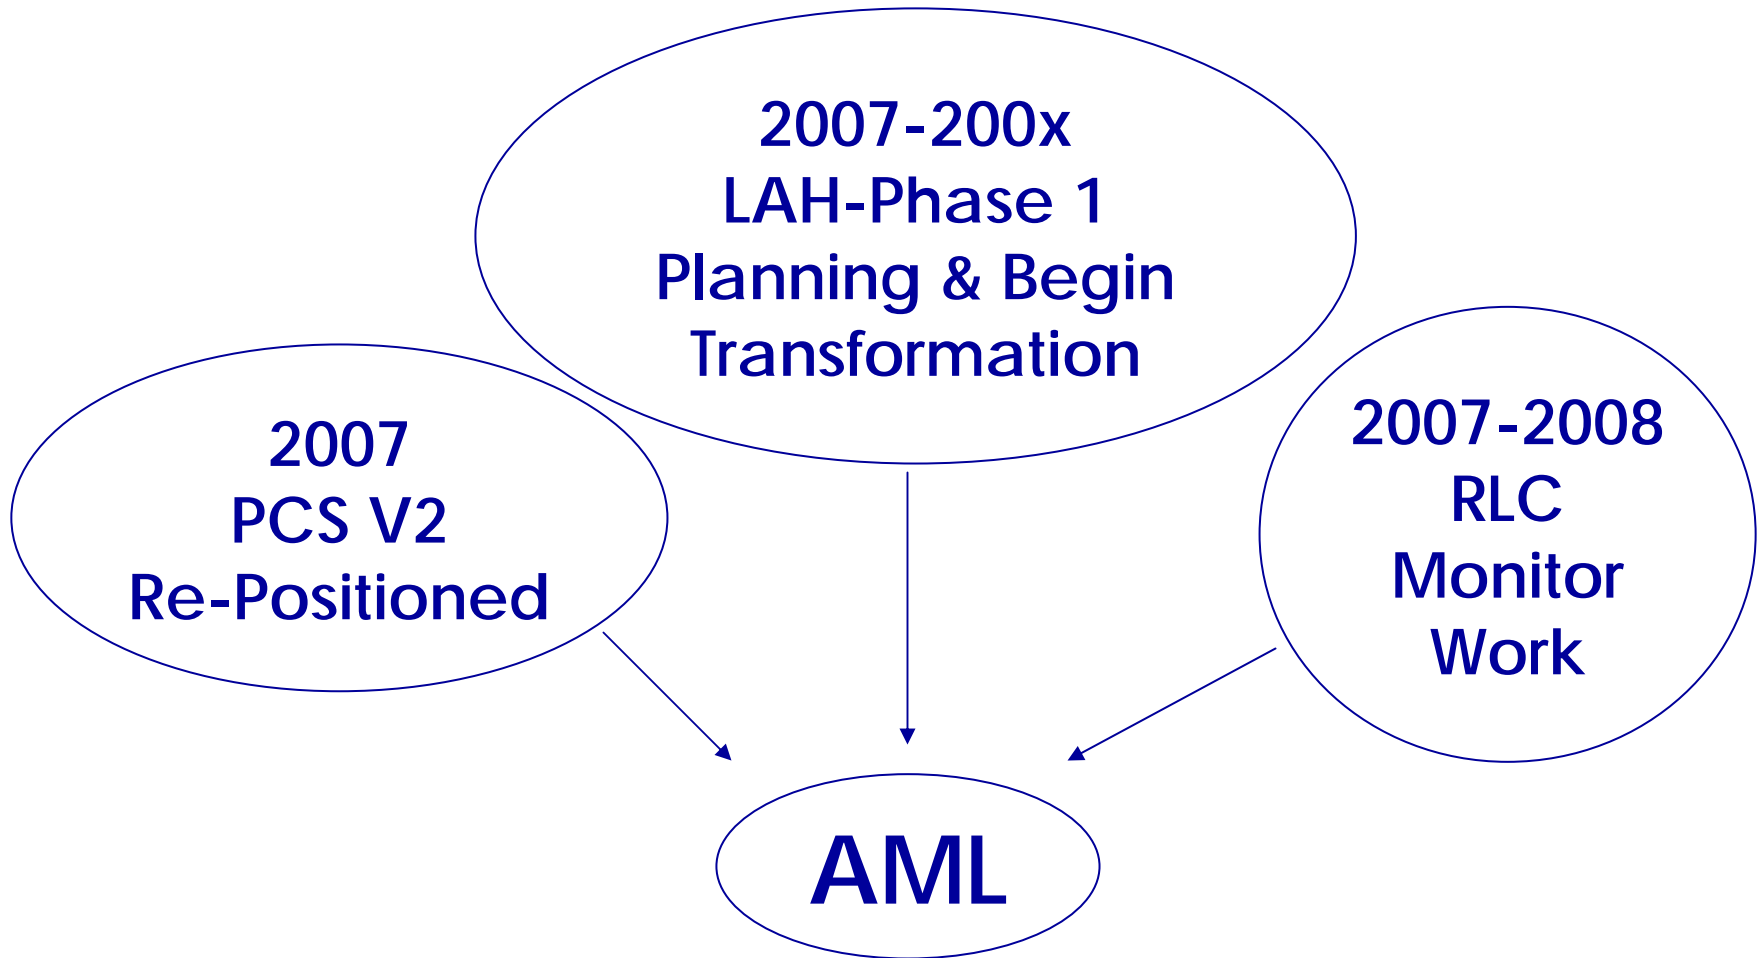 2007-200x
LAH-Phase 1
Planning & Begin
Transformation
2007
PCS V2
Re-Positioned
2007-2008
RLC
Monitor
Work
AML